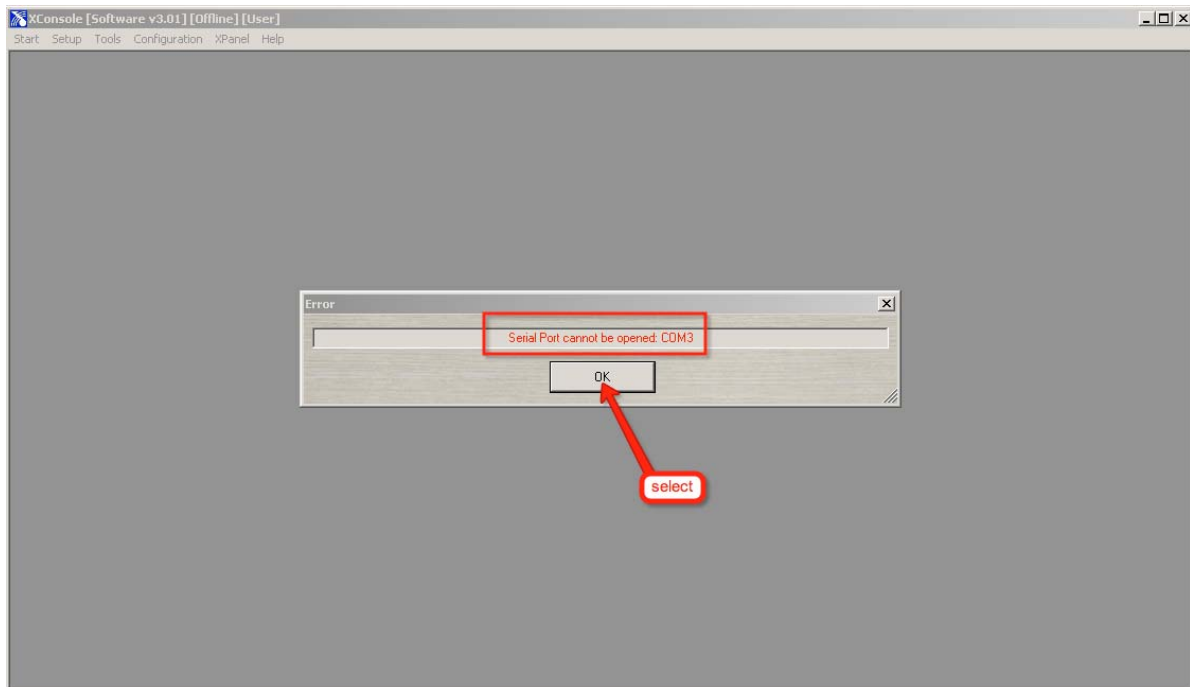 XConsole [Software v3.01] [Offline] [User]
Start Setup Tools Configuration XPanel Help
Error
Serial Port cannot be opened: COM3
OK
select